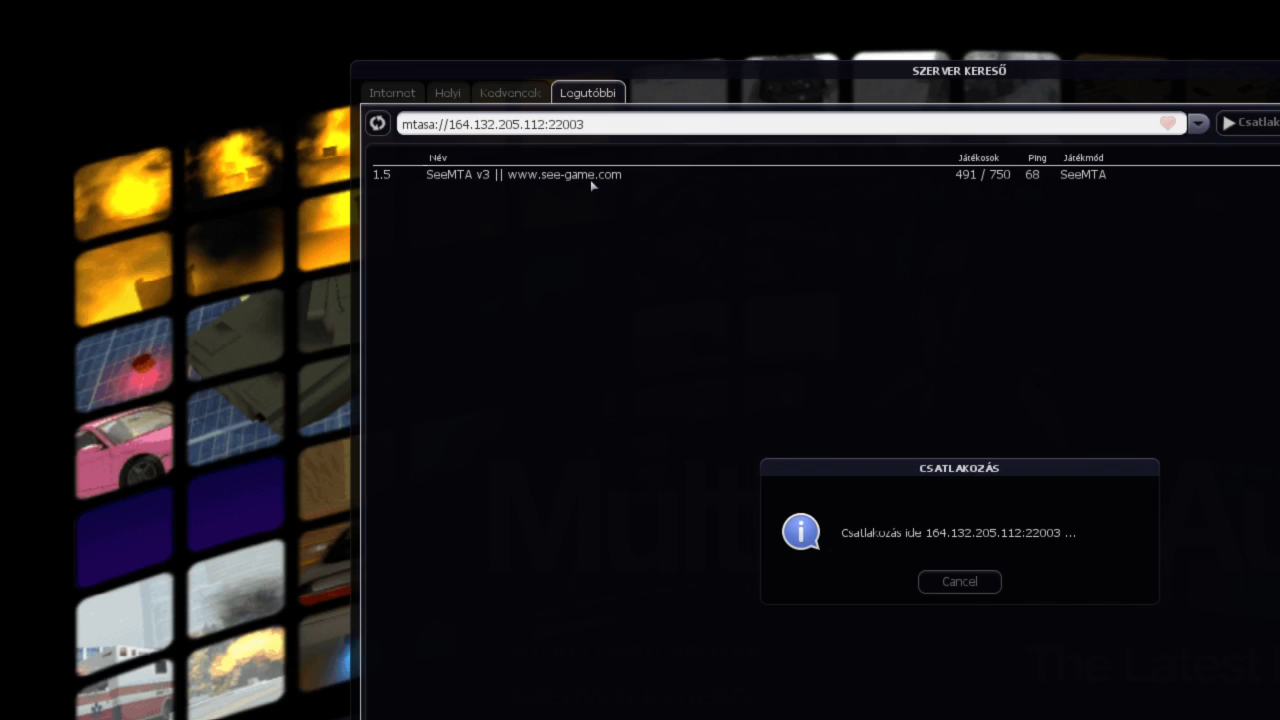 SZERVER KERESŐ
Internet Helyi Kedvencek Legutóbbi
mtasa://164.132.205.112:22003 Csatlak
Név Játékosok Ping Játékmód
1.5 SeeMTA v3 || www.see-game.com 491 / 750 68 SeeMTA
CSATLAKOZÁS
Csatlakozás ide 164.132.205.112:22003 ...
Cancel
The Latest